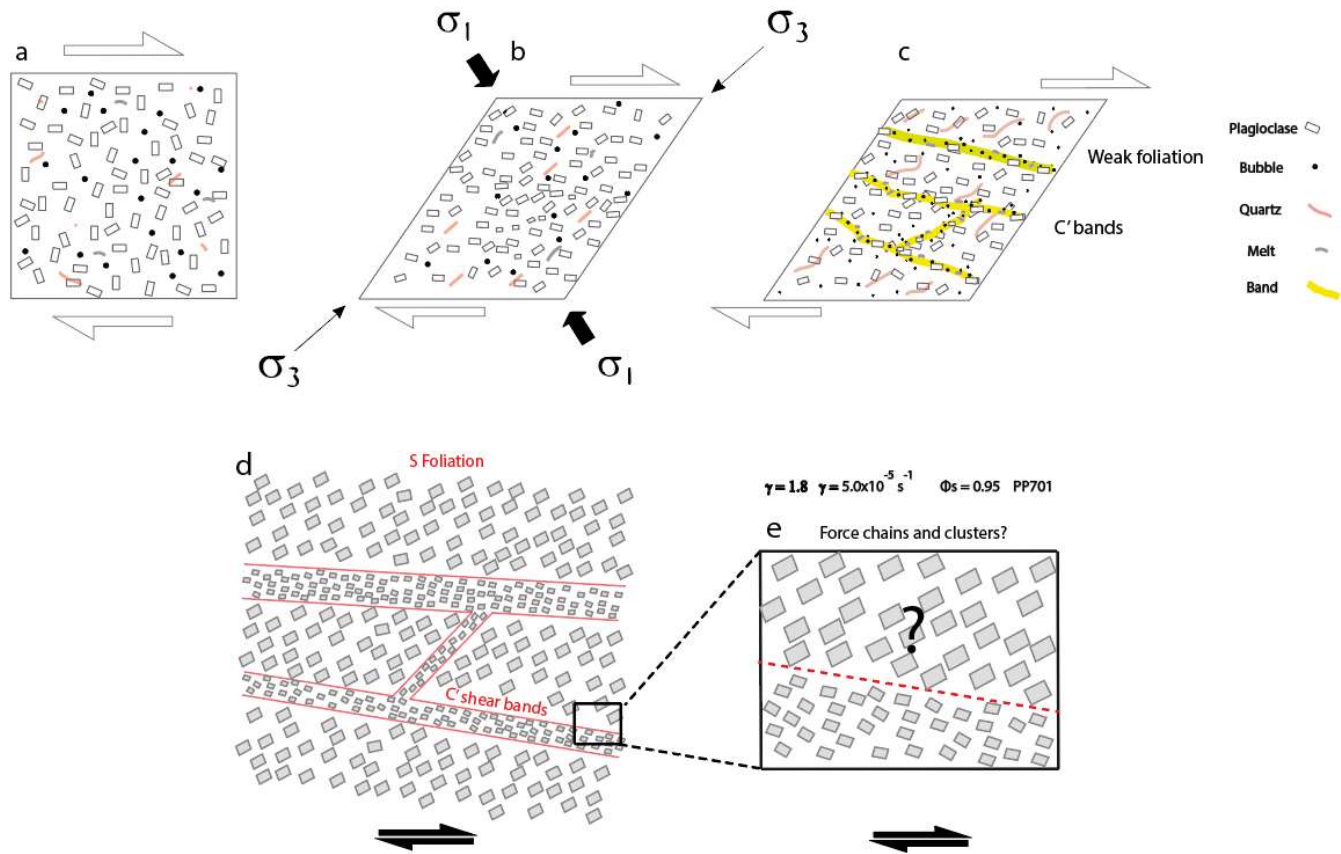 a
σ1
b
σ3
c
Plagioclase
Bubble
Quartz
Melt
Band
Weak foliation
C' bands
σ3
σ1
d
S Foliation
C' shear bands
γ = 1.8 γ = 5.0x10-5 s-1 Φs = 0.95 PP701
e
Force chains and clusters?
?